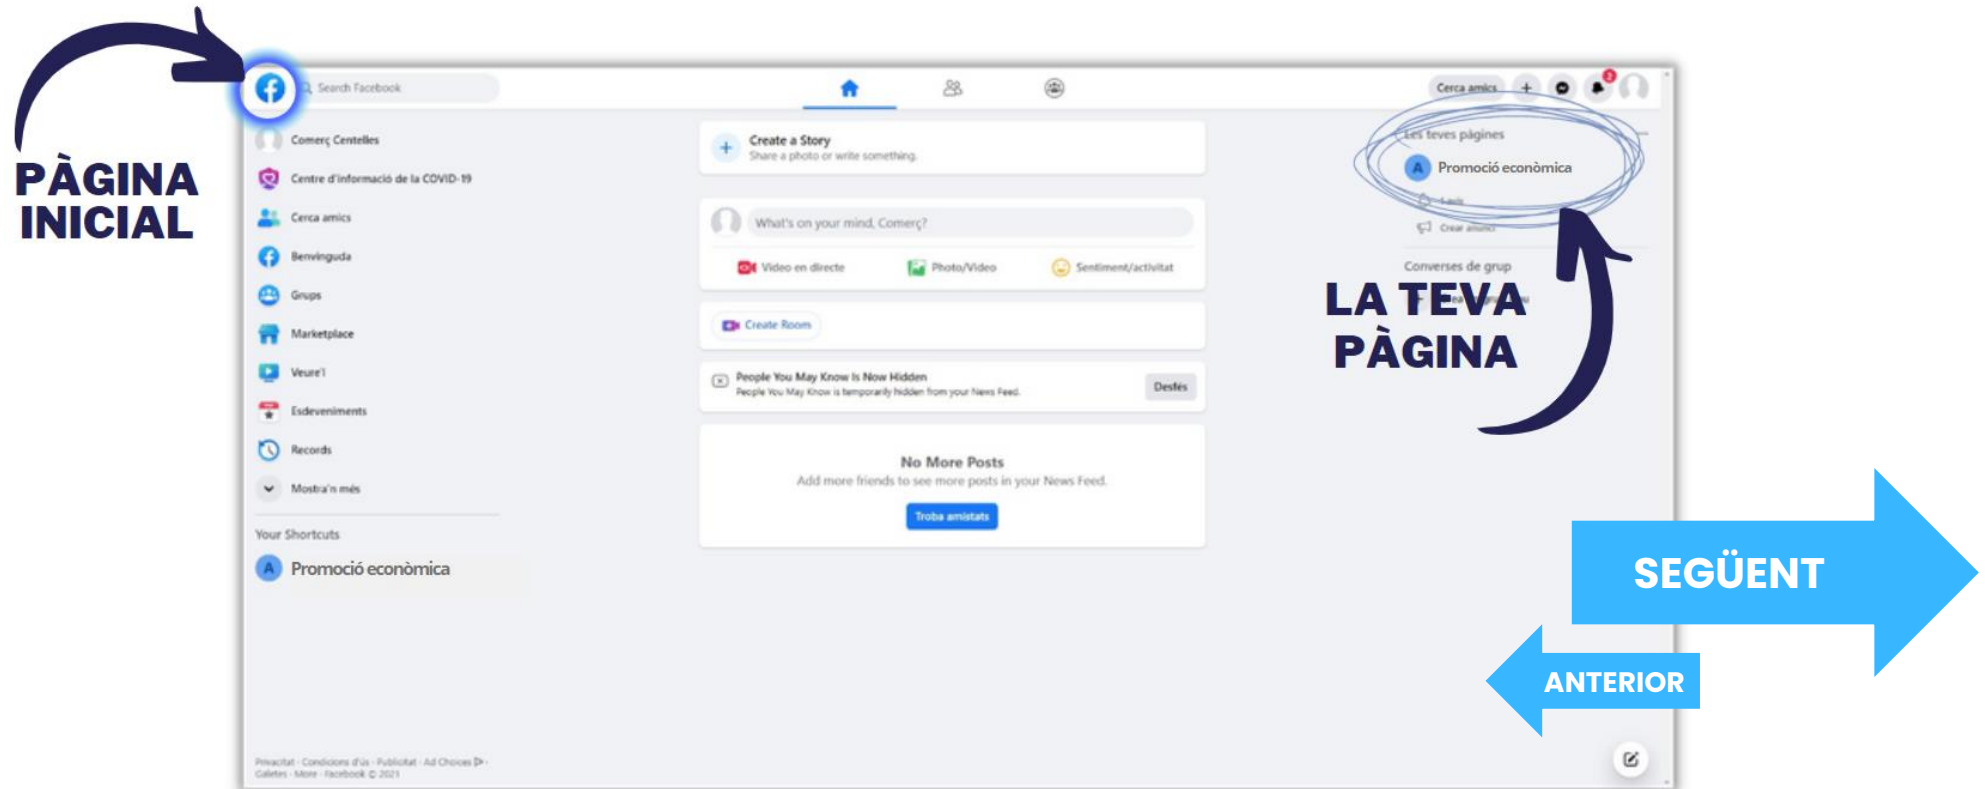 PÀGINA
INICIAL
Search Facebook
Cerca amics
2
Comerç Centelles
Centre d'informació de la COVID-19
Cerca amics
Benvinguda
Grups
Marketplace
Veure'l
Esdeveniments
Records
Mostra'n més
Your Shortcuts
A Promoció econòmica
Privacitat · Condicions d'ús · Publicitat · Ad Choices ·
Galetes · More · Facebook © 2021
Create a Story
Share a photo or write something.
What's on your mind, Comerç?
Video en directe
Photo/Video
Sentiment/activitat
Create Room
People You May Know Is Now Hidden
People You May Know is temporarily hidden from your News Feed.
Desfés
No More Posts
Add more friends to see more posts in your News Feed.
Troba amistats
Les teves pàgines
A Promoció econòmica
1 avís
Crear anunci
Converses de grup
LA TEVA
PÀGINA
SEGÜENT
ANTERIOR